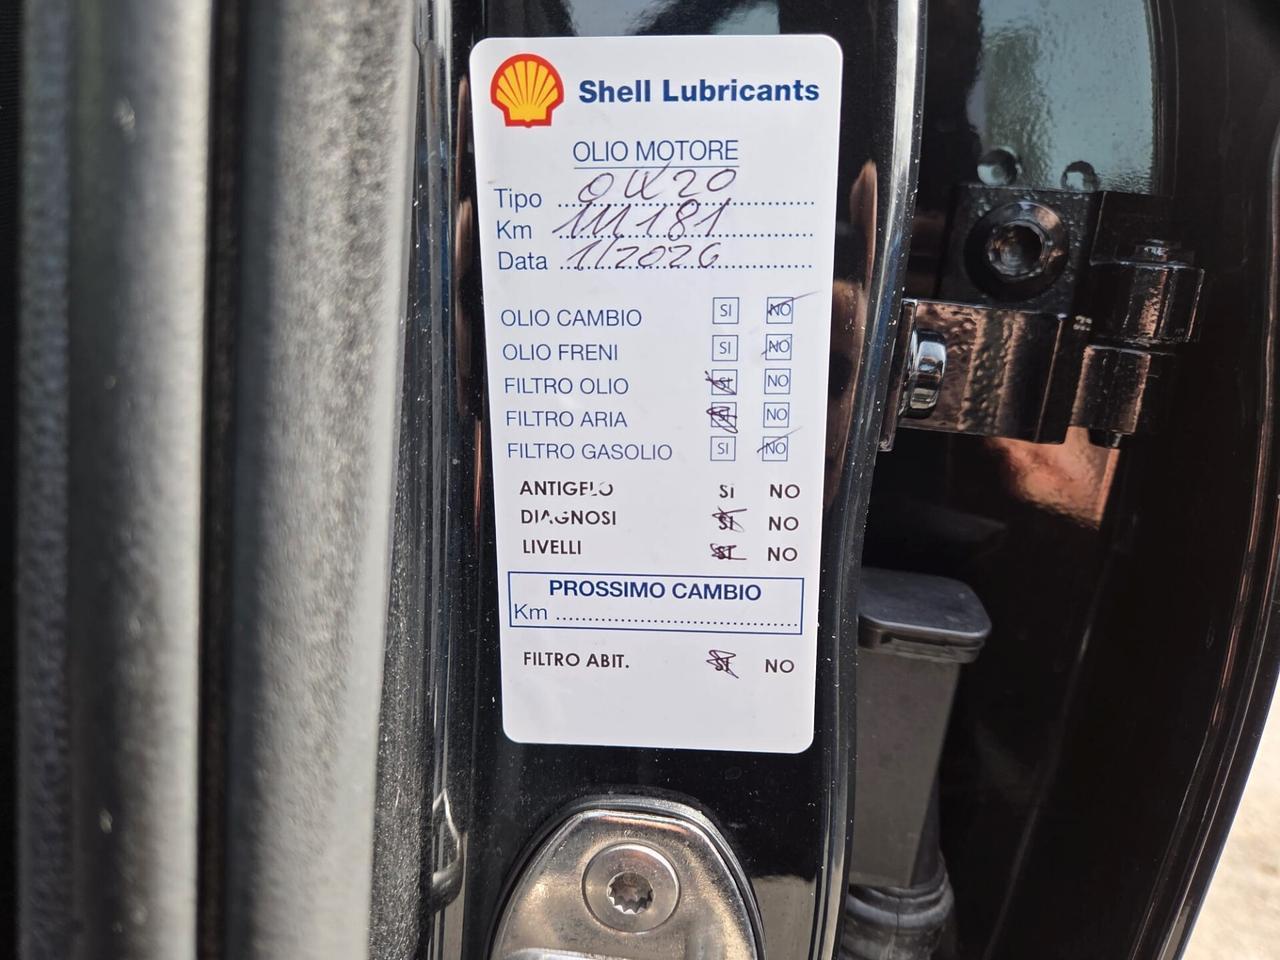 Shell Lubricants
OLIO MOTORE
Tipo 0W20
Km 111181
Data 1/2026
OLIO CAMBIO SI NO
OLIO FRENI SI NO
FILTRO OLIO SI NO
FILTRO ARIA SI NO
FILTRO GASOLIO SI NO
ANTIGELO SI NO
DIAGNOSI SI NO
LIVELLI SI NO
PROSSIMO CAMBIO
Km
FILTRO ABIT. SI NO